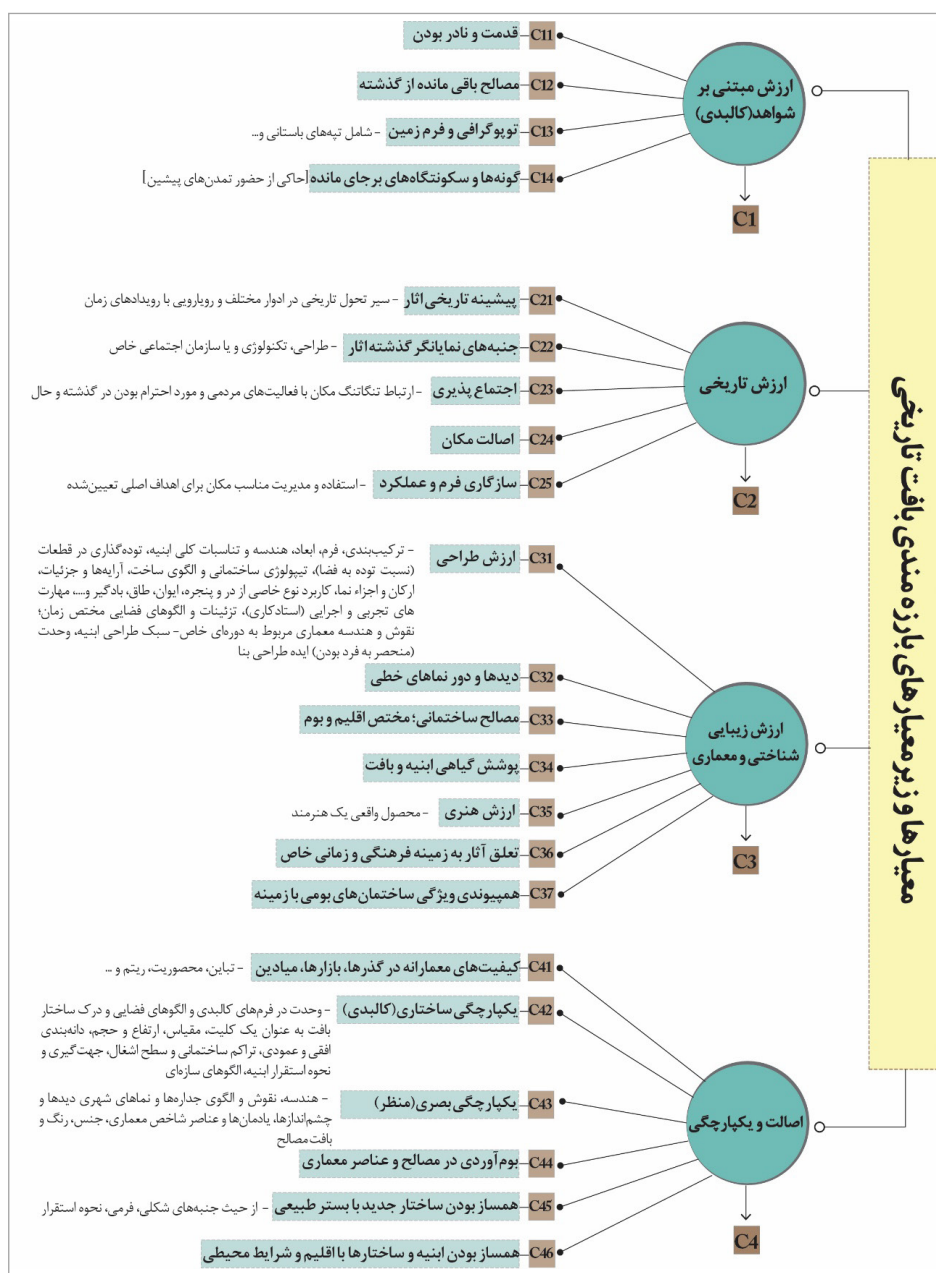 معیارها و زیر معیارهای بارزه مندی بافت تاریخی
ارزش مبتنی بر
شواهد(کالبدی)
C1
C11
قدمت و نادر بودن
C12
مصالح باقی مانده از گذشته
C13
توپوگرافی و فرم زمین - شامل تپه‌های باستانی و...
C14
گونه‌ها و سکونتگاه‌های برجای مانده [حاکی از حضور تمدن‌های پیشین]
ارزش تاریخی
C2
C21
پیشینه تاریخی اثار - سیر تحول تاریخی در ادوار مختلف و رویارویی با رویدادهای زمان
C22
جنبه‌های نمایانگر گذشته اثار - طراحی، تکنولوژی و یا سازمان اجتماعی خاص
C23
اجتماع پذیری - ارتباط تنگاتنگ مکان با فعالیت‌های مردمی و مورد احترام بودن در گذشته و حال
C24
اصالت مکان
C25
سازگاری فرم و عملکرد - استفاده و مدیریت مناسب مکان برای اهداف اصلی تعیین‌شده
ارزش زیبایی
شناختی و معماری
C3
C31
ارزش طراحی
- ترکیب‌بندی، فرم، ابعاد، هندسه و تناسبات کلی ابنیه، توده‌گذاری در قطعات
(نسبت توده به فضا)، تیپولوژی ساختمانی و الگوی ساخت، آرایه‌ها و جزئیات،
ارکان و اجزاء نما، کاربرد نوع خاصی از در و پنجره، ایوان، طاق، بادگیر و....، مهارت
های تجربی و اجرایی (استادکاری)، تزئینات و الگوهای فضایی مختص زمان؛
نقوش و هندسه معماری مربوط به دوره‌ای خاص- سبک طراحی ابنیه، وحدت
(منحصر به فرد بودن) ایده طراحی بنا
C32
دیدها و دور نماهای خطی
C33
مصالح ساختمانی؛ مختص اقلیم و بوم
C34
پوشش گیاهی ابنیه و بافت
C35
ارزش هنری - محصول واقعی یک هنرمند
C36
تعلق آثار به زمینه فرهنگی و زمانی خاص
C37
همپیوندی ویژگی ساختمان‌های بومی با زمینه
اصالت و یکپارچگی
C4
C41
کیفیت‌های معمارانه در گذرها، بازارها، میادین - تباین، محصوریت، ریتم و ...
C42
یکپارچگی ساختاری (کالبدی)
- وحدت در فرم‌های کالبدی و الگوهای فضایی و درک ساختار
بافت به عنوان یک کلیت، مقیاس، ارتفاع و حجم، دانه‌بندی
افقی و عمودی، تراکم ساختمانی و سطح اشغال، جهت‌گیری و
نحوه استقرار ابنیه، الگوهای سازه‌ای
C43
یکپارچگی بصری (منظر)
- هندسه، نقوش و الگوی جداره‌ها و نماهای شهری دیدها و
چشم‌اندازها، یادمان‌ها و عناصر شاخص معماری، جنس، رنگ و
بافت مصالح
C44
بوم‌آوردی در مصالح و عناصر معماری
C45
همساز بودن ساختار جدید با بستر طبیعی - از حیث جنبه‌های شکلی، فرمی، نحوه استقرار
C46
همساز بودن ابنیه و ساختارها با اقلیم و شرایط محیطی